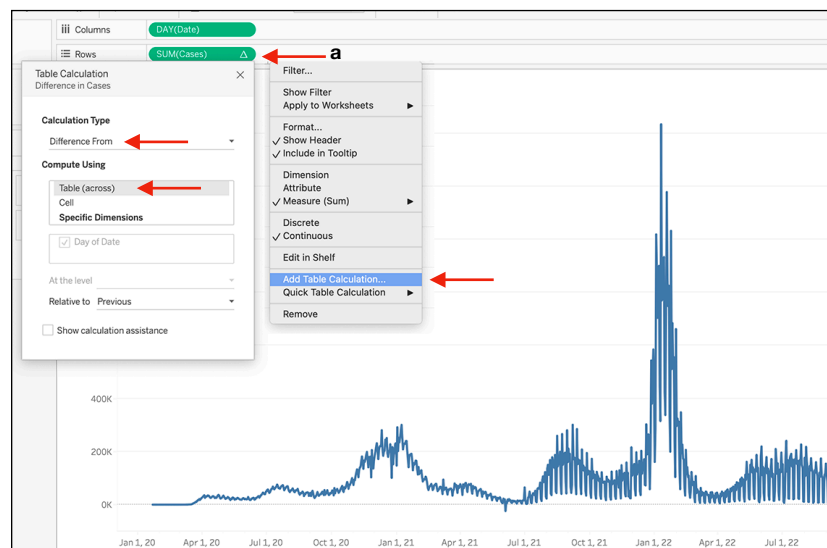 Columns
DAY(Date)
Rows
SUM(Cases) Δ
a
Table Calculation
Difference in Cases
Calculation Type
Difference From
Compute Using
Table (across)
Cell
Specific Dimensions
Day of Date
At the level
Relative to Previous
Show calculation assistance
Filter...
Show Filter
Apply to Worksheets
Format...
Show Header
Include in Tooltip
Dimension
Attribute
Measure (Sum)
Discrete
Continuous
Edit in Shelf
Add Table Calculation...
Quick Table Calculation
Remove
400K
200K
0K
Jan 1, 20 Apr 1, 20 Jul 1, 20 Oct 1, 20 Jan 1, 21 Apr 1, 21 Jul 1, 21 Oct 1, 21 Jan 1, 22 Apr 1, 22 Jul 1, 22